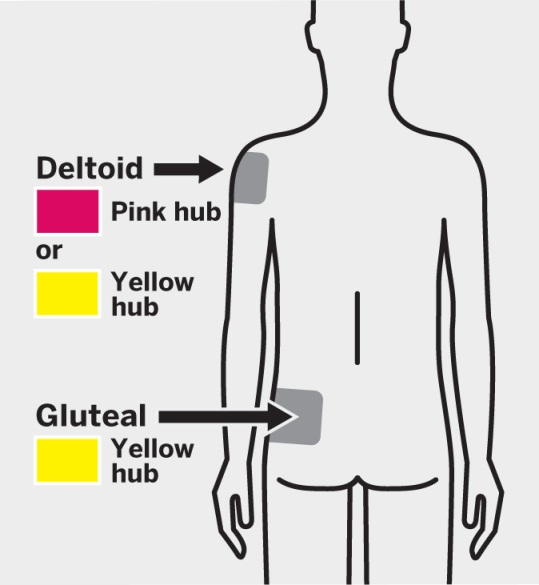 Deltoid
Pink hub
or
Yellow
hub
Gluteal
Yellow
hub